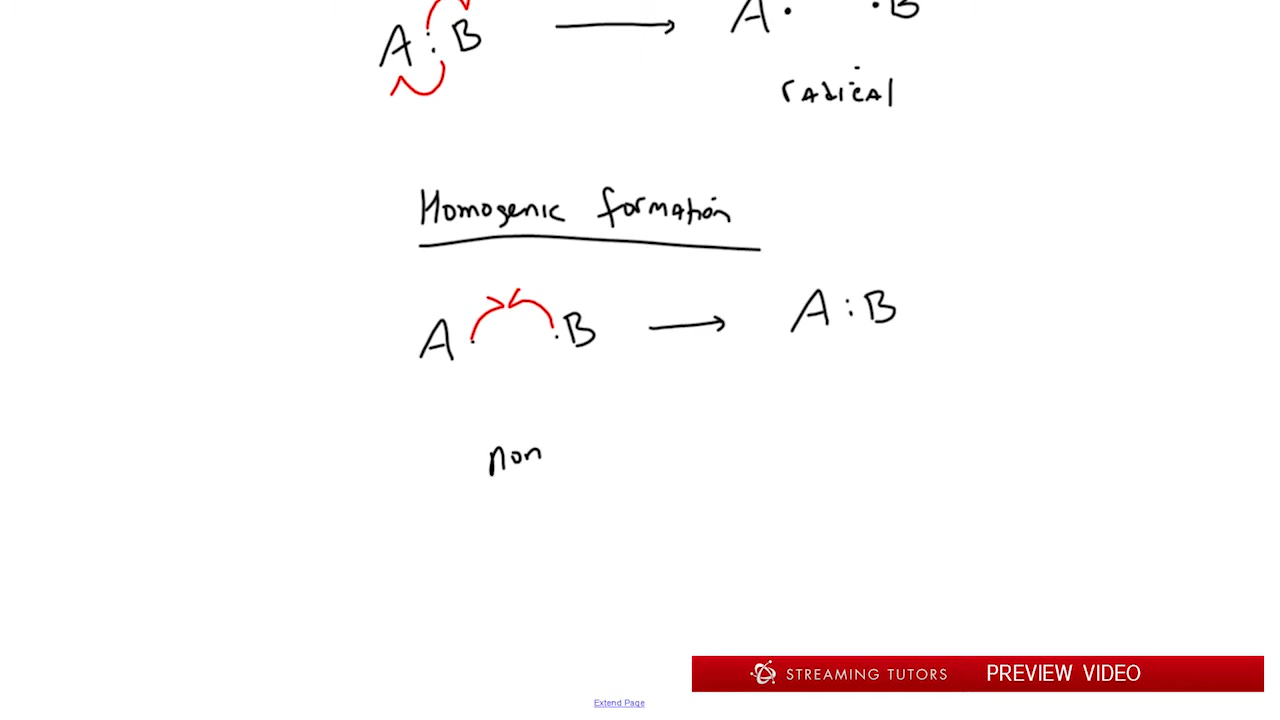 A : B → A· ·B
radical
Homogenic formation
A· ·B → A : B
non
STREAMING TUTORS PREVIEW VIDEO
Extend Page